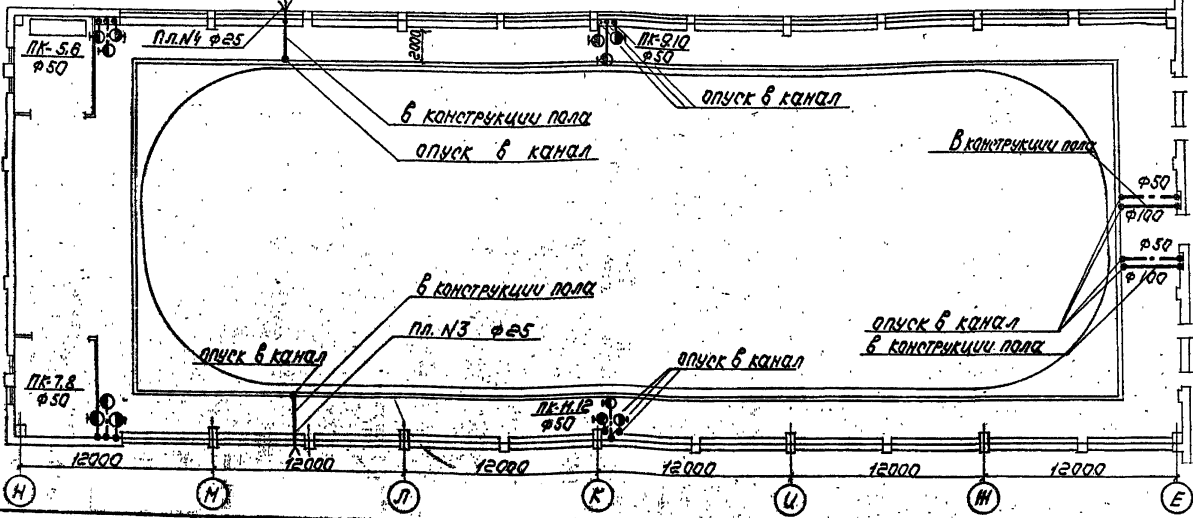 ПК-5,6
ф50
П.Л.N4 ф25
2000
ПК-9,10
ф50
опуск в канал
в конструкции пола
опуск в канал
В конструкции пола
ф50
ф100
ф50
ф100
в конструкции пола
пл. N3 ф25
опуск в канал
опуск в канал
в конструкции пола
опуск в канал
ПК-7,8
ф50
ПК-11,12
ф50
12000 12000 12000 12000 12000 12000
Н М Л К И Ж Е